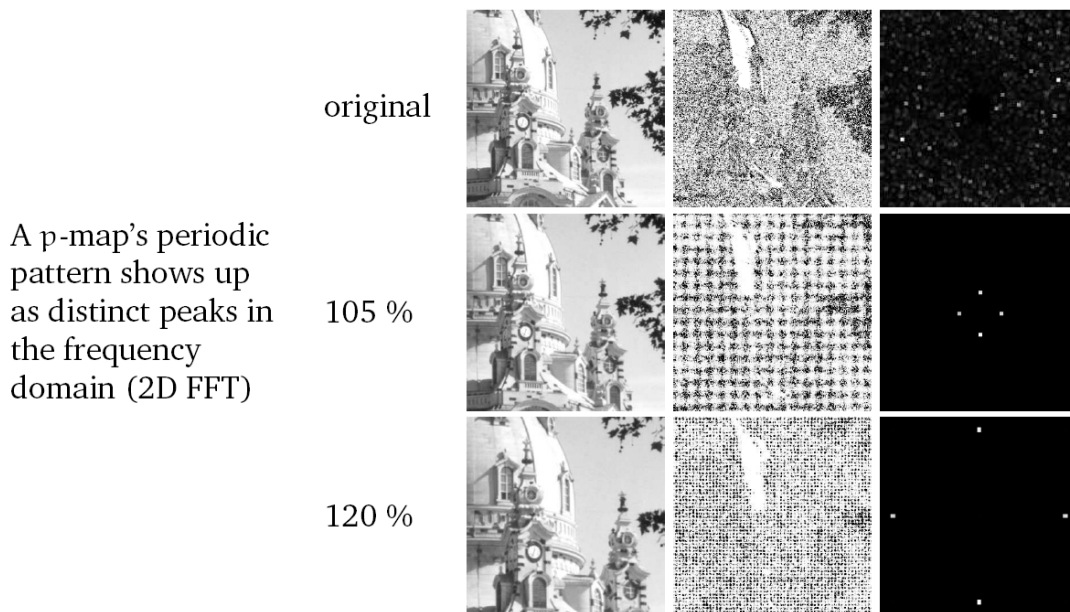 original
A p-map's periodic
pattern shows up
as distinct peaks in
the frequency
domain (2D FFT)
105 %
120 %